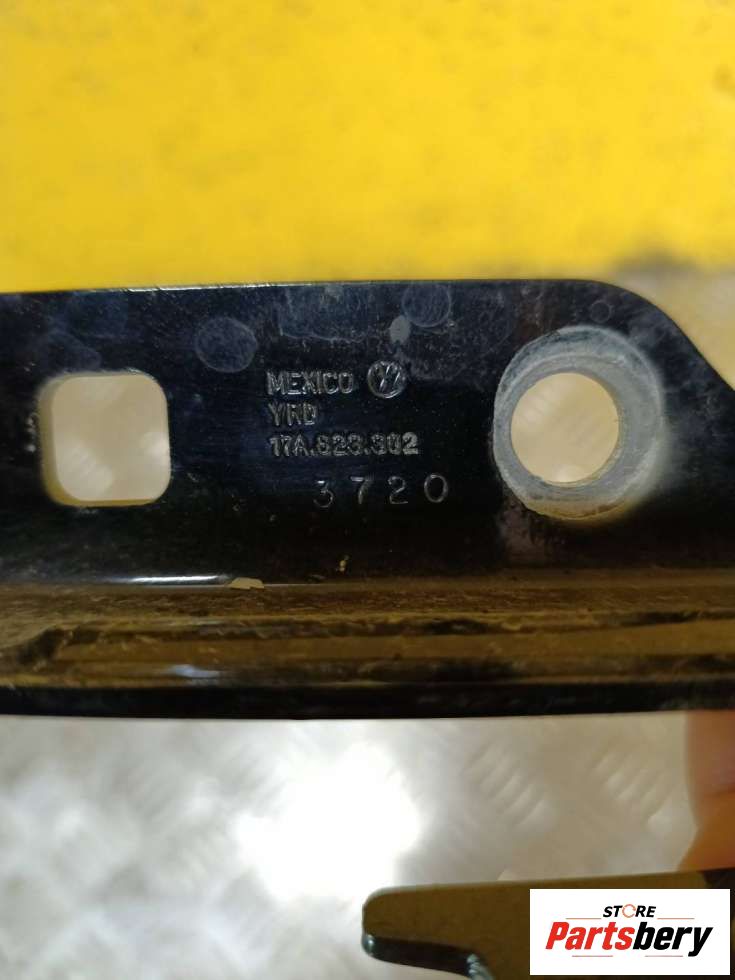 MEXICO
YRD
17A.823.302
3720
STORE
Partsbery